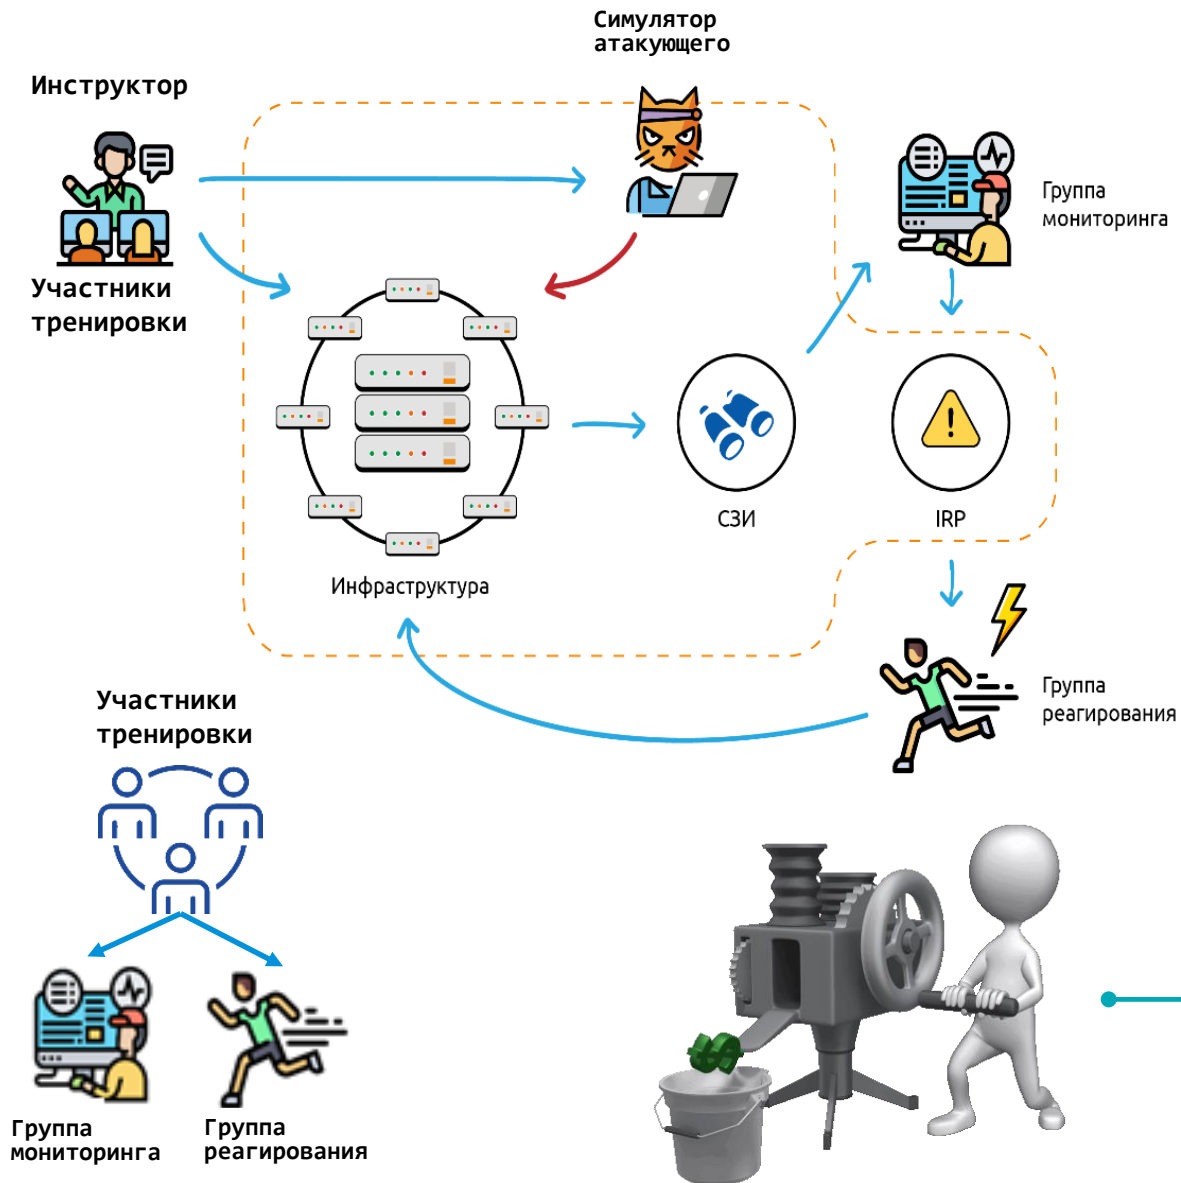 Симулятор
атакующего
Инструктор
Группа
мониторинга
Участники
тренировки
СЗИ
IRP
Инфраструктура
Группа
реагирования
Участники
тренировки
Группа
мониторинга
Группа
реагирования